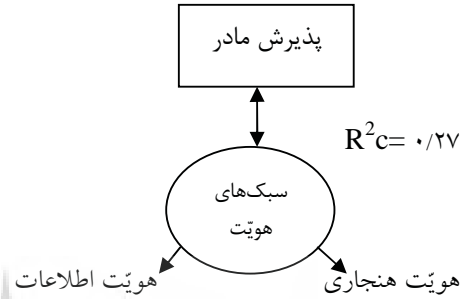 پذیرش مادر
R²c= ۰/۲۷
سبک‌های
هویّت
هویّت هنجاری
هویّت اطلاعات